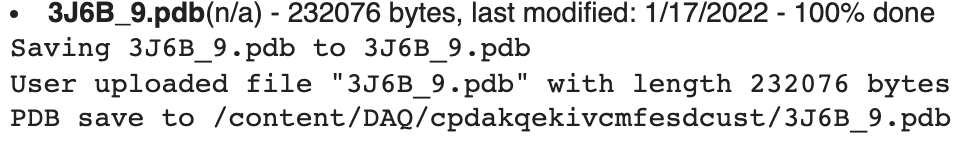 • 3J6B_9.pdb(n/a) - 232076 bytes, last modified: 1/17/2022 - 100% done
Saving 3J6B_9.pdb to 3J6B_9.pdb
User uploaded file "3J6B_9.pdb" with length 232076 bytes
PDB save to /content/DAQ/cpdakqekivcmfesdcust/3J6B_9.pdb